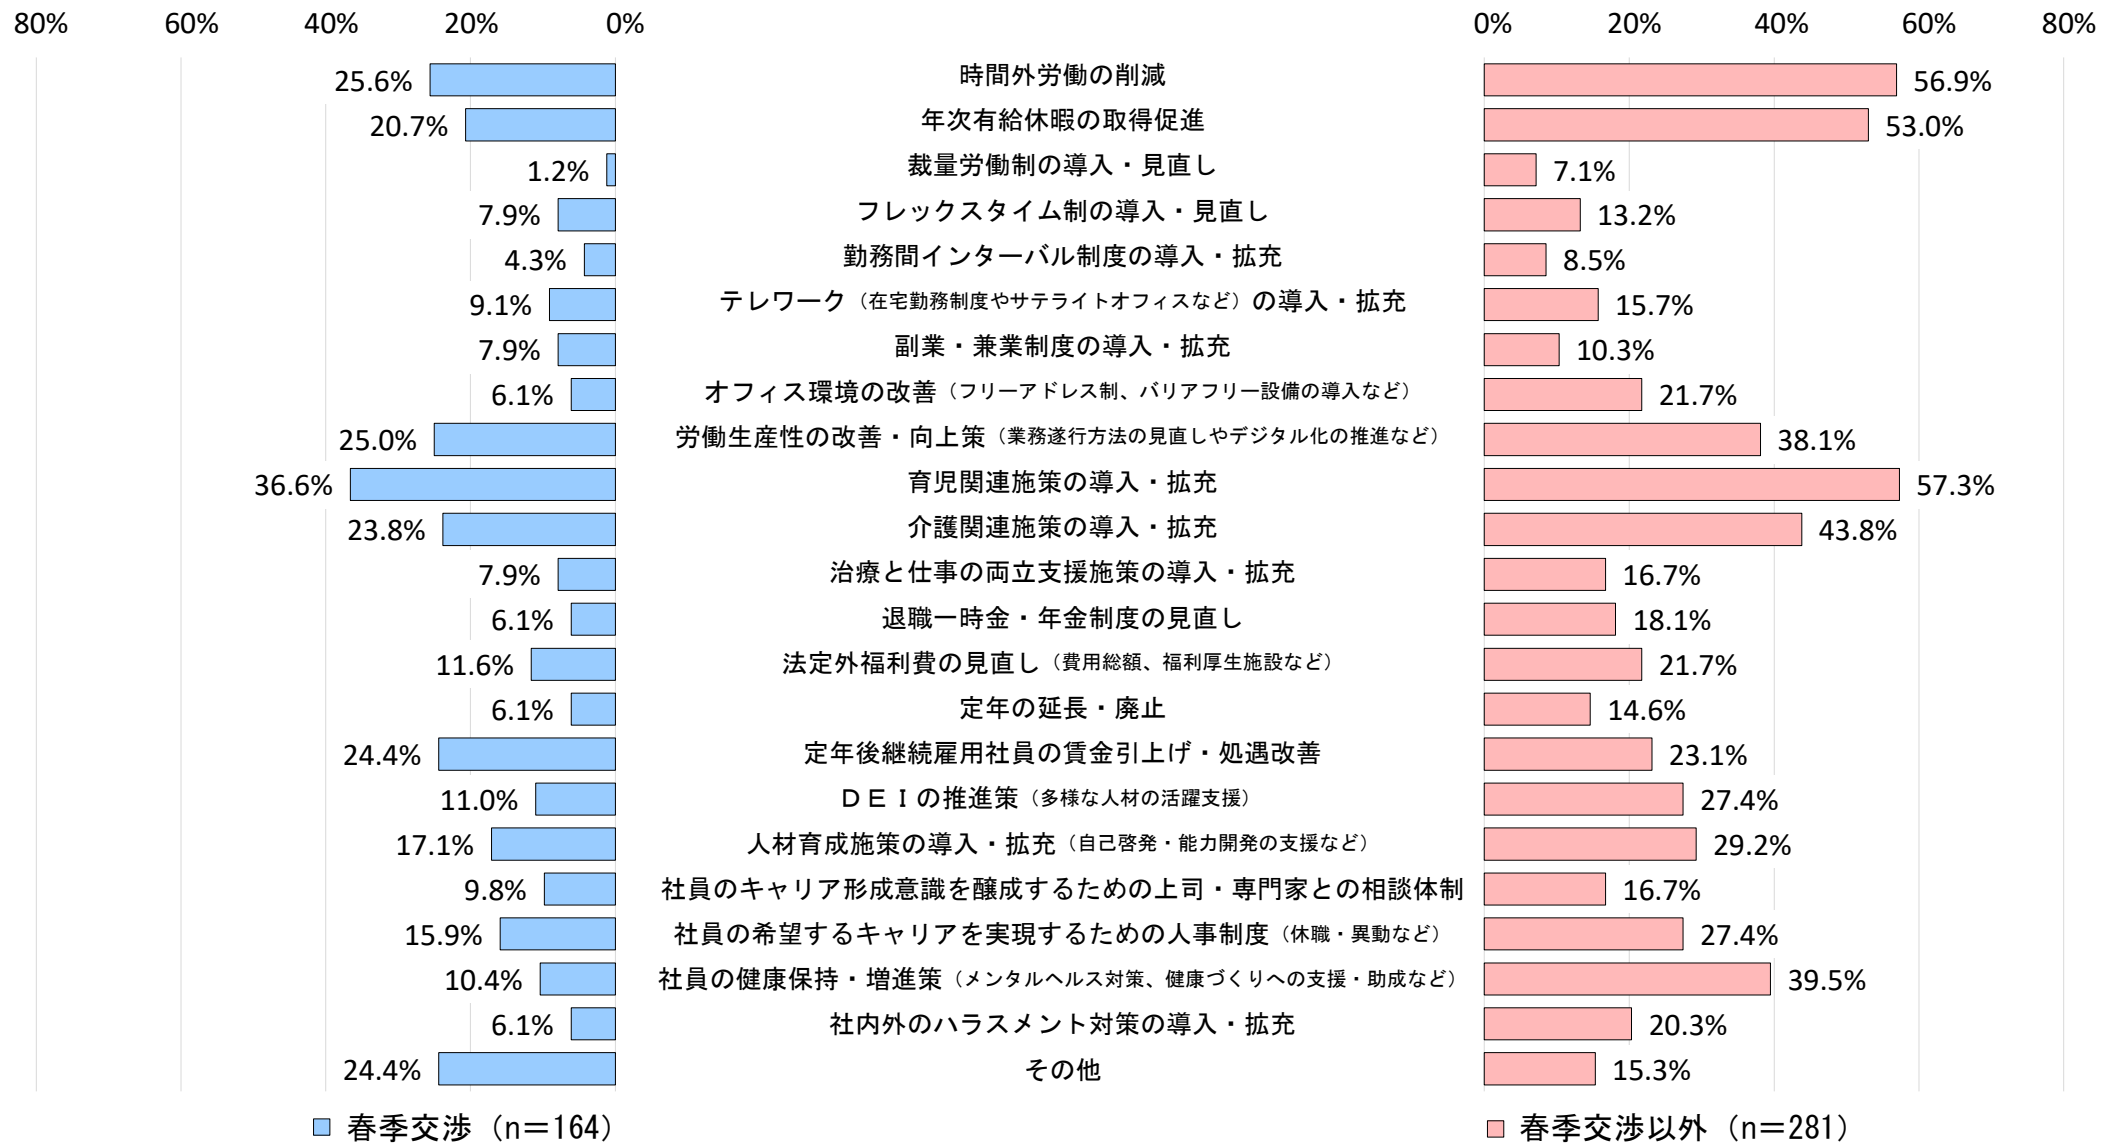 80% 60% 40% 20% 0% 0% 20% 40% 60% 80%
25.6% 時間外労働の削減 56.9%
20.7% 年次有給休暇の取得促進 53.0%
1.2% 裁量労働制の導入・見直し 7.1%
7.9% フレックスタイム制の導入・見直し 13.2%
4.3% 勤務間インターバル制度の導入・拡充 8.5%
9.1% テレワーク（在宅勤務制度やサテライトオフィスなど）の導入・拡充 15.7%
7.9% 副業・兼業制度の導入・拡充 10.3%
6.1% オフィス環境の改善（フリーアドレス制、バリアフリー設備の導入など） 21.7%
25.0% 労働生産性の改善・向上策（業務遂行方法の見直しやデジタル化の推進など） 38.1%
36.6% 育児関連施策の導入・拡充 57.3%
23.8% 介護関連施策の導入・拡充 43.8%
7.9% 治療と仕事の両立支援施策の導入・拡充 16.7%
6.1% 退職一時金・年金制度の見直し 18.1%
11.6% 法定外福利費の見直し（費用総額、福利厚生施設など） 21.7%
6.1% 定年の延長・廃止 14.6%
24.4% 定年後継続雇用社員の賃金引上げ・処遇改善 23.1%
11.0% ＤＥＩの推進策（多様な人材の活躍支援） 27.4%
17.1% 人材育成施策の導入・拡充（自己啓発・能力開発の支援など） 29.2%
9.8% 社員のキャリア形成意識を醸成するための上司・専門家との相談体制 16.7%
15.9% 社員の希望するキャリアを実現するための人事制度（休職・異動など） 27.4%
10.4% 社員の健康保持・増進策（メンタルヘルス対策、健康づくりへの支援・助成など） 39.5%
6.1% 社内外のハラスメント対策の導入・拡充 20.3%
24.4% その他 15.3%
春季交渉（n＝164） 春季交渉以外（n＝281）